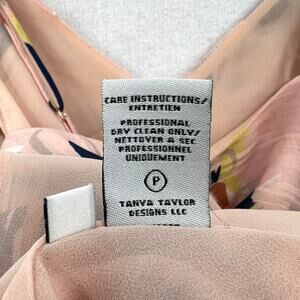 CARE INSTRUCTIONS/
ENTRETIEN
PROFESSIONAL
DRY CLEAN ONLY/
NETTOYER A SEC
PROFESSIONNEL
UNIQUEMENT
P
TANYA TAYLOR
DESIGNS LLC